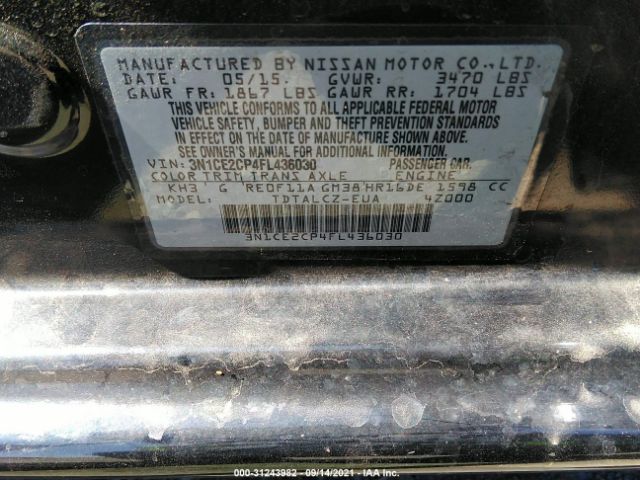 MANUFACTURED BY NISSAN MOTOR CO.,LTD.
DATE: 05/15. GVWR: 3470 LBS
GAWR FR: 1867 LBS GAWR RR: 1704 LBS
THIS VEHICLE CONFORMS TO ALL APPLICABLE FEDERAL MOTOR
VEHICLE SAFETY, BUMPER AND THEFT PREVENTION STANDARDS
IN EFFECT ON THE DATE OF MANUFACTURE SHOWN ABOVE.
SEE OWNER'S MANUAL FOR ADDITIONAL INFORMATION.
VIN: 3N1CE2CP4FL436030 PASSENGER CAR.
COLOR TRIM TRANS AXLE ENGINE
KH3 G RE0F11A GM38 HR16DE 1598 CC
MODEL: TDTALCZ-EUA 4Z000
3N1CE2CP4FL436030
000-31243982 - 09/14/2021 - IAA Inc.